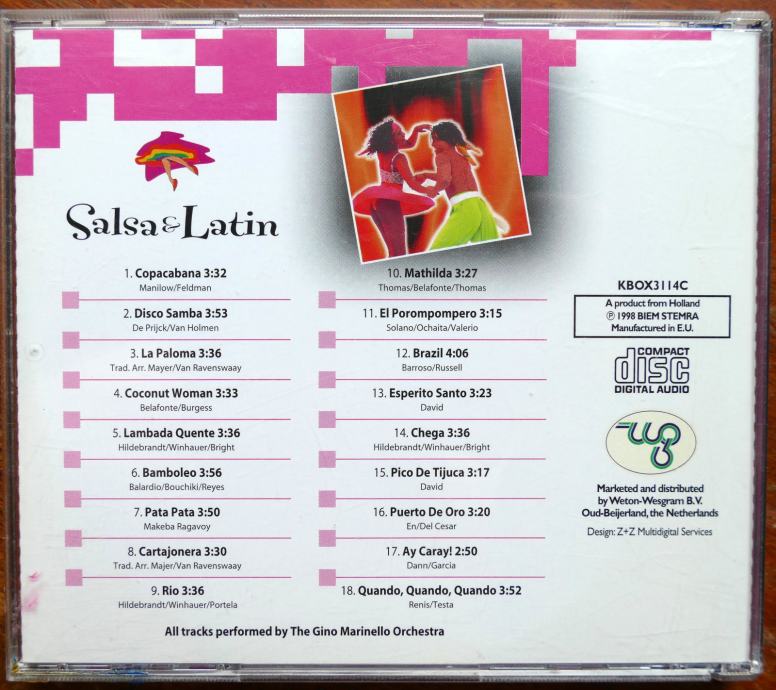 Salsa & Latin
1. Copacabana 3:32
Manilow/Feldman
2. Disco Samba 3:53
De Prijck/Van Holmen
3. La Paloma 3:36
Trad. Arr. Mayer/Van Ravenswaay
4. Coconut Woman 3:33
Belafonte/Burgess
5. Lambada Quente 3:36
Hildebrandt/Winhauer/Bright
6. Bamboleo 3:56
Balardio/Bouchiki/Reyes
7. Pata Pata 3:50
Makeba Ragavoy
8. Cartajonera 3:30
Trad. Arr. Majer/Van Ravenswaay
9. Rio 3:36
Hildebrandt/Winhauer/Portela
10. Mathilda 3:27
Thomas/Belafonte/Thomas
11. El Porompompero 3:15
Solano/Ochaita/Valerio
12. Brazil 4:06
Barroso/Russell
13. Esperito Santo 3:23
David
14. Chega 3:36
Hildebrandt/Winhauer/Bright
15. Pico De Tijuca 3:17
David
16. Puerto De Oro 3:20
En/Del Cesar
17. Ay Caray! 2:50
Dann/Garcia
18. Quando, Quando, Quando 3:52
Renis/Testa
All tracks performed by The Gino Marinello Orchestra
KBOX3114C
A product from Holland
℗ 1998 BIEM STEMRA
Manufactured in E.U.
COMPACT
disc
DIGITAL AUDIO
Marketed and distributed
by Weton-Wesgram B.V.
Oud-Beijerland, the Netherlands
Design: Z+Z Multidigital Services